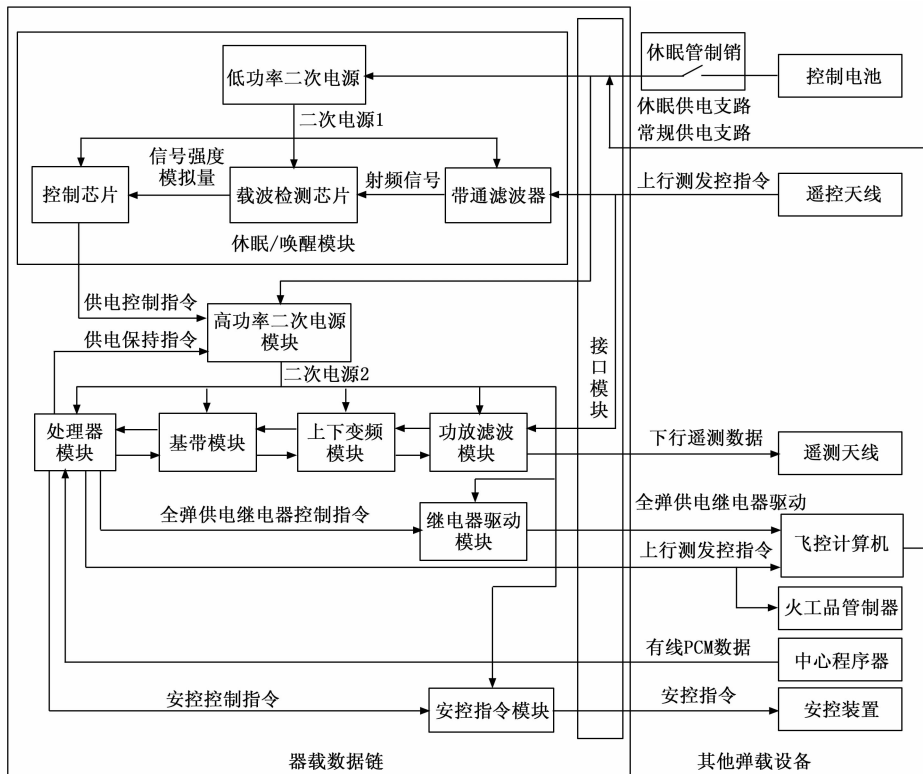 低功率二次电源
休眠管制销
控制电池
二次电源1
休眠供电支路
常规供电支路
信号强度
模拟量
控制芯片
载波检测芯片
射频信号
带通滤波器
上行测发控指令
遥控天线
休眠/唤醒模块
供电控制指令
高功率二次电源
模块
供电保持指令
二次电源2
接口模块
处理器
模块
基带模块
上下变频
模块
功放滤波
模块
下行遥测数据
遥测天线
全弹供电继电器控制指令
继电器驱动
模块
全弹供电继电器驱动
飞控计算机
上行测发控指令
火工品管制器
有线PCM数据
中心程序器
安控控制指令
安控指令模块
安控指令
安控装置
器载数据链
其他弹载设备